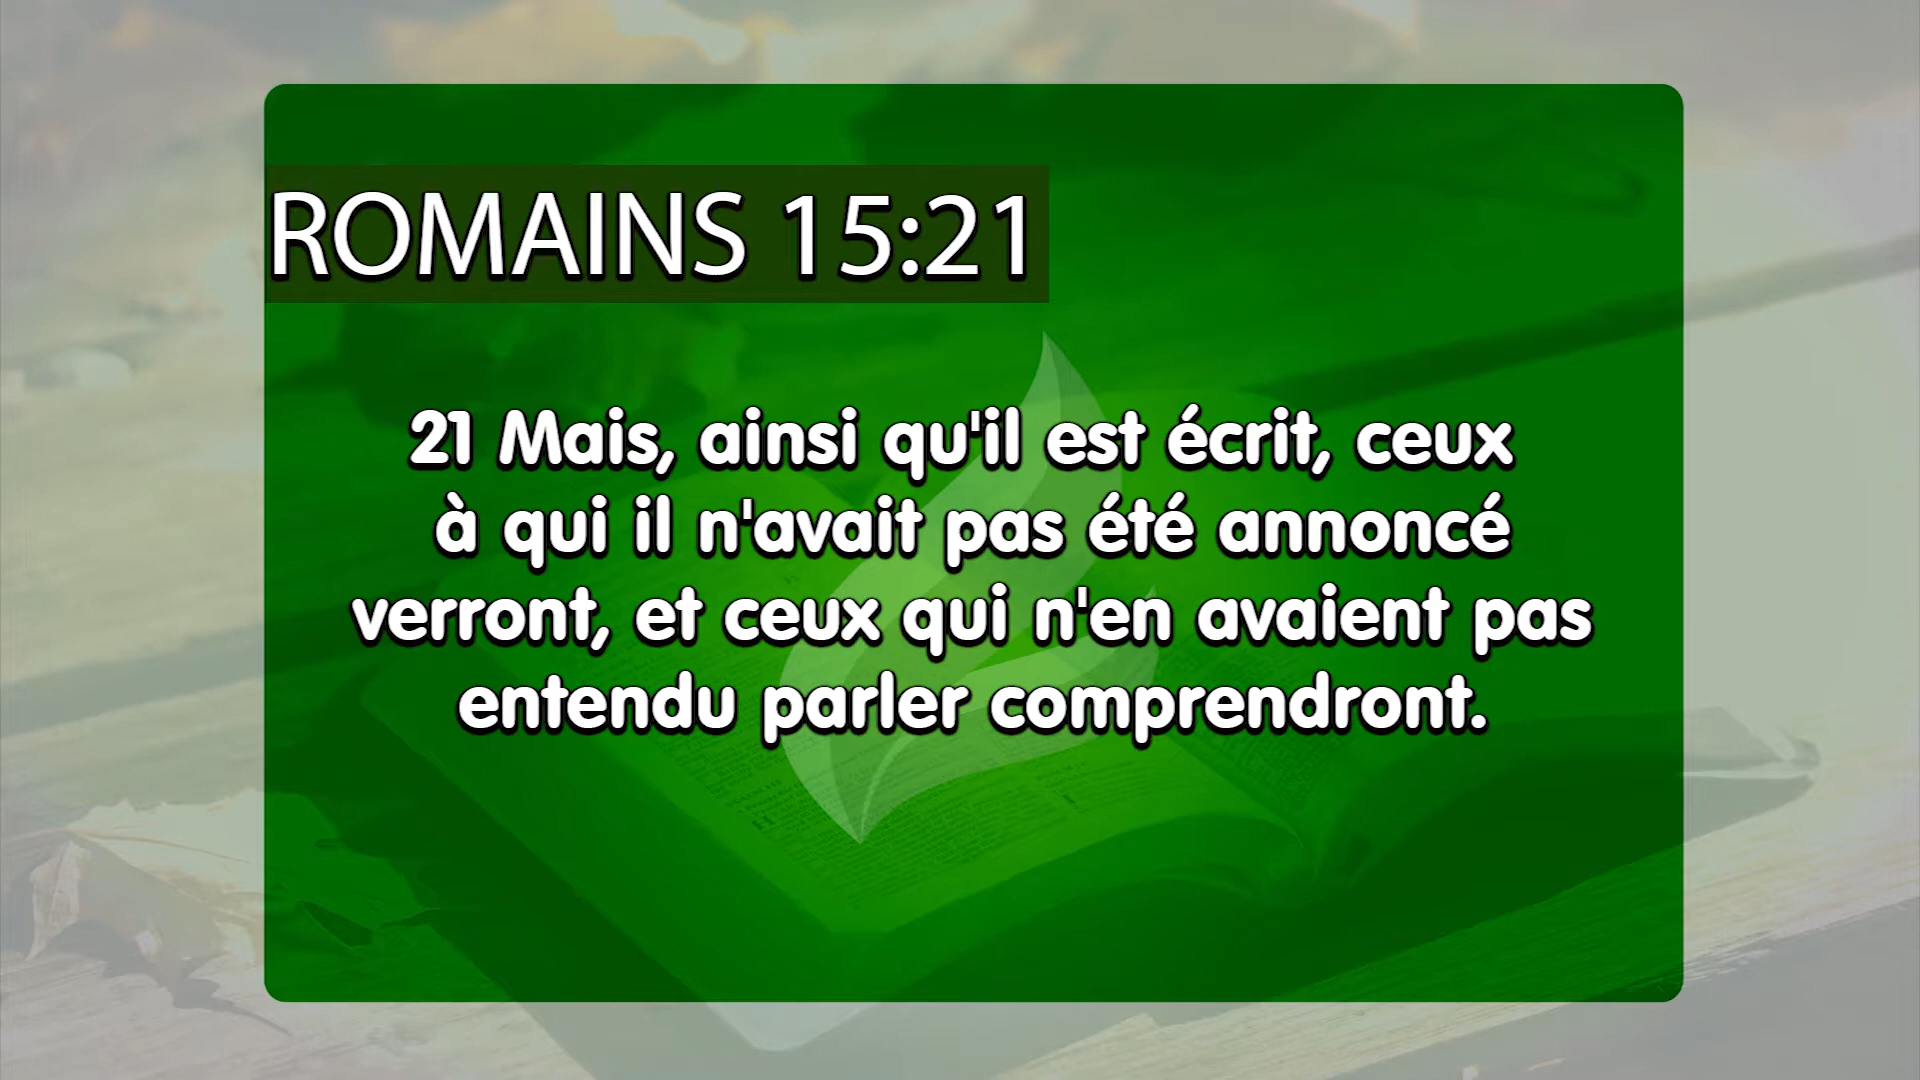 ROMAINS 15:21
21 Mais, ainsi qu'il est écrit, ceux
à qui il n'avait pas été annoncé
verront, et ceux qui n'en avaient pas
entendu parler comprendront.